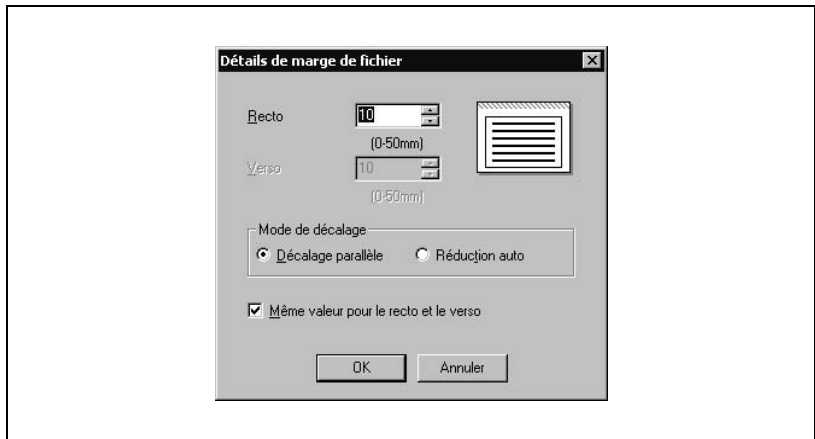 Détails de marge de fichier
Recto 10
(0-50mm)
Verso 10
(0-50mm)
Mode de décalage
Décalage parallèle Réduction auto
Même valeur pour le recto et le verso
OK Annuler